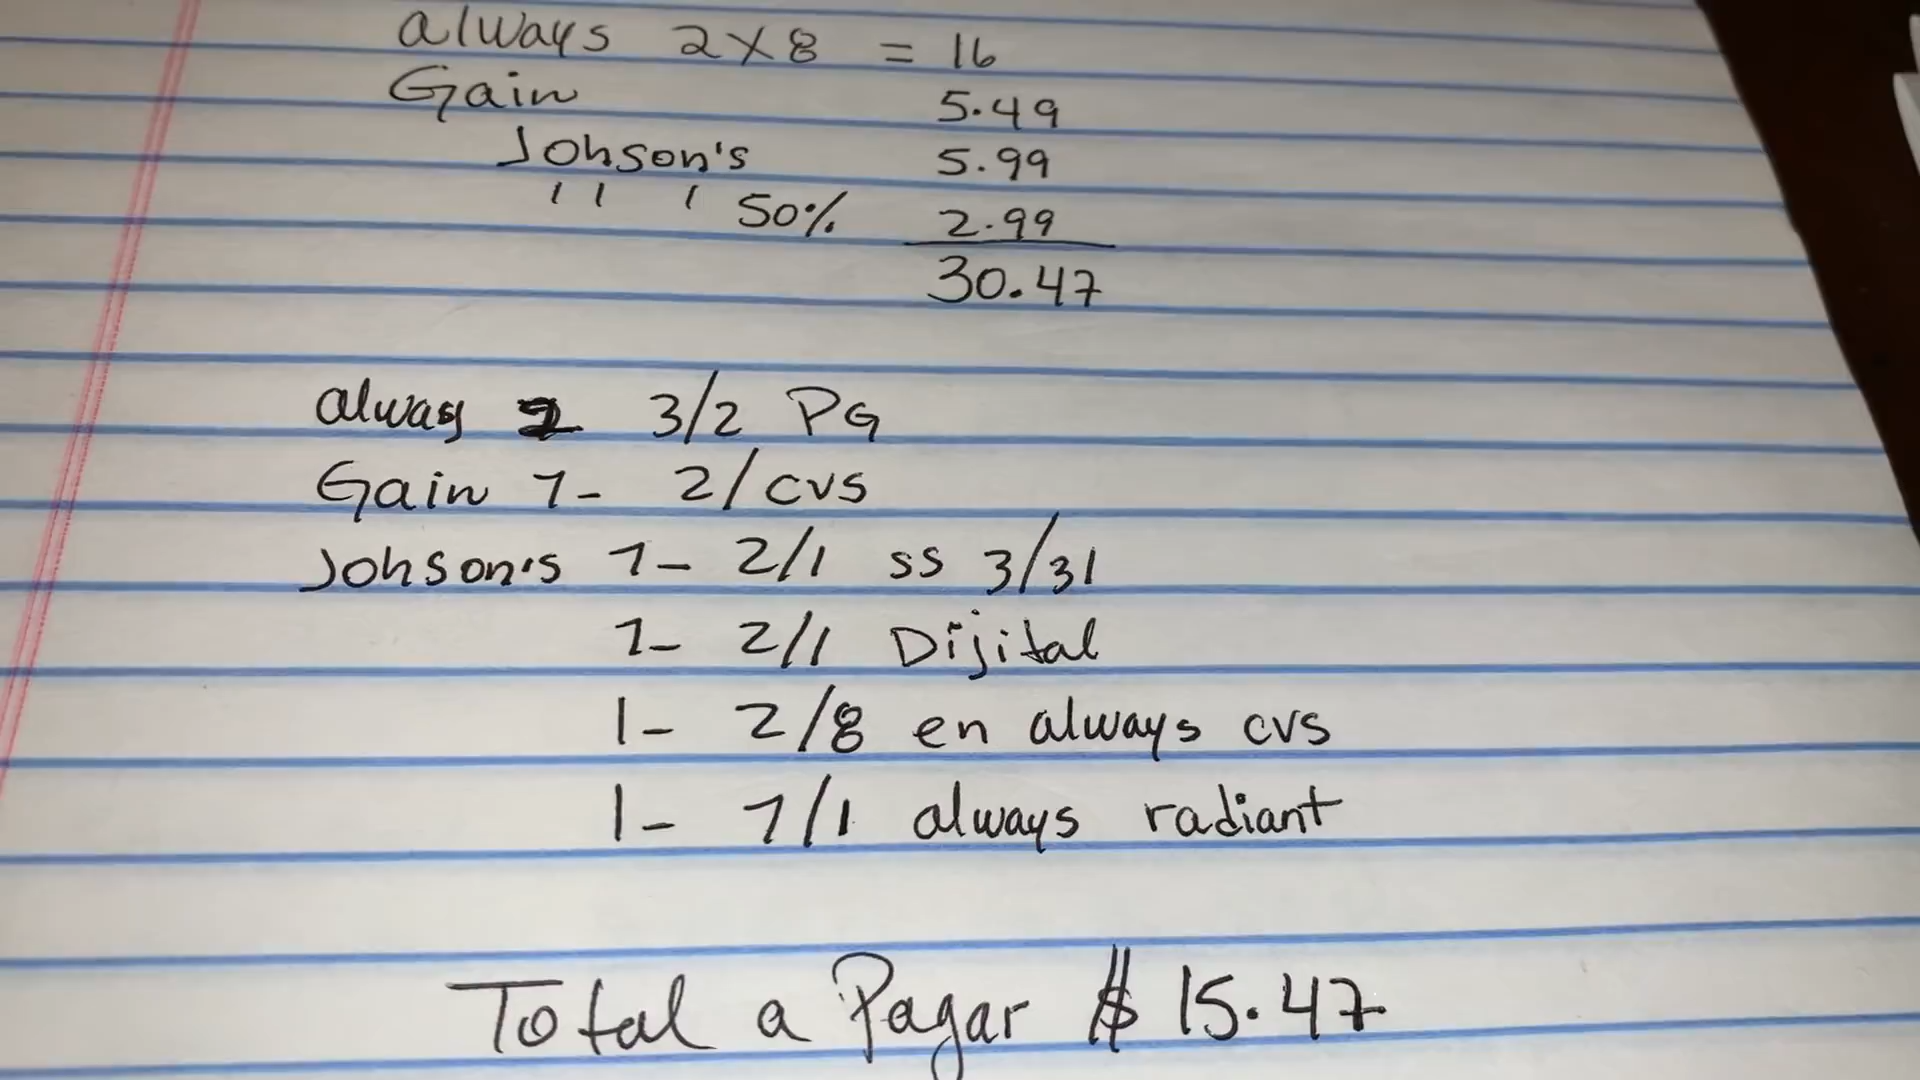 always 2x8 = 16
Gain 5.49
Johson's 5.99
" " 50% 2.99
30.47
always 2 3/2 PG
Gain 1- 2/cvs
Johson's 1- 2/1 ss 3/31
1- 2/1 Dijital
1- 2/8 en always cvs
1- 1/1 always radiant
Total a Pagar $ 15.47